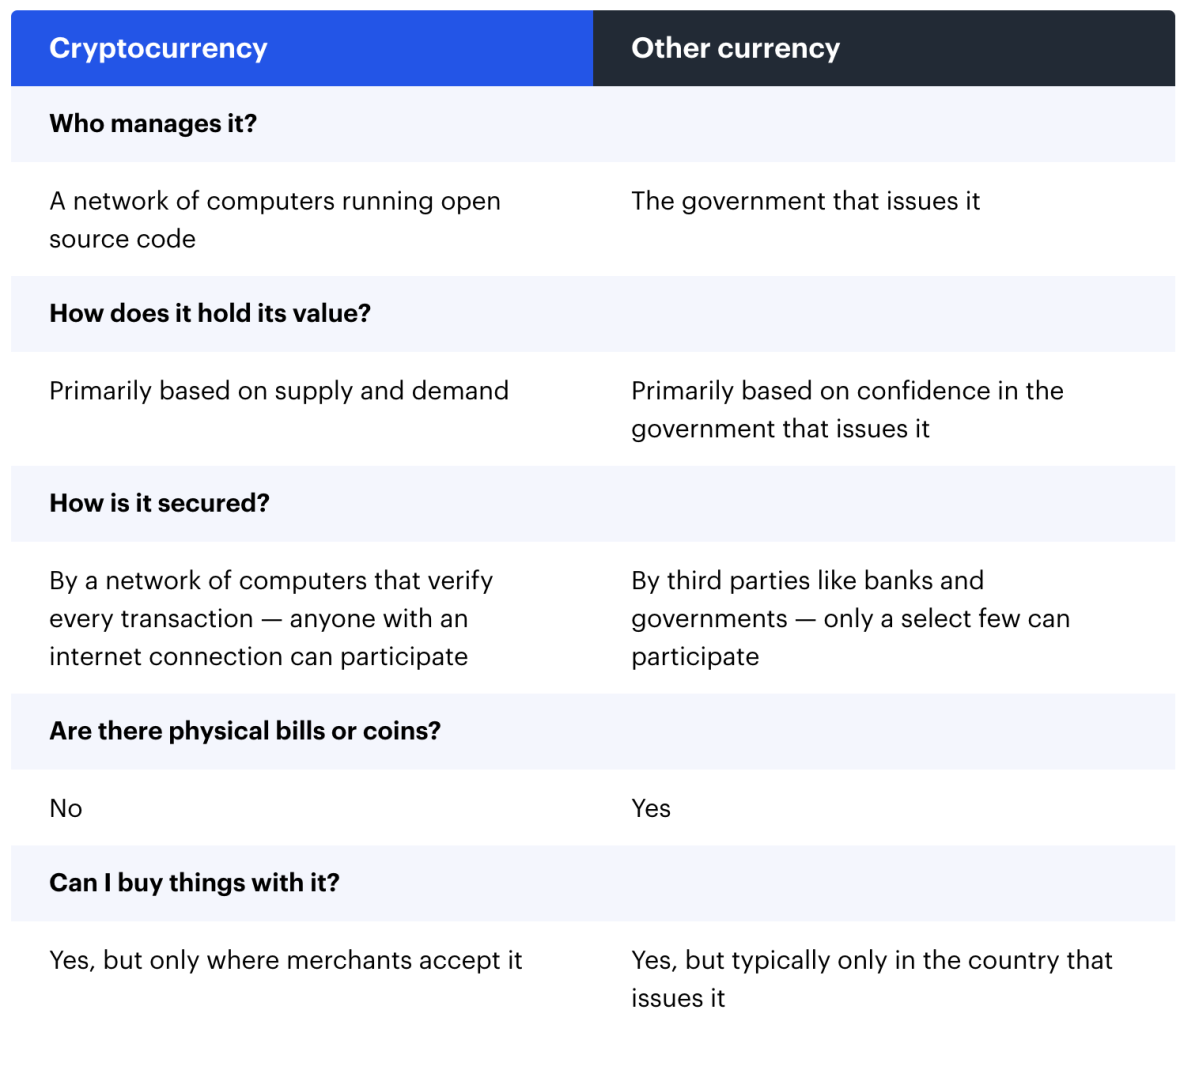 Cryptocurrency
Other currency
Who manages it?
A network of computers running open
source code
The government that issues it
How does it hold its value?
Primarily based on supply and demand
Primarily based on confidence in the
government that issues it
How is it secured?
By a network of computers that verify
every transaction — anyone with an
internet connection can participate
By third parties like banks and
governments — only a select few can
participate
Are there physical bills or coins?
No
Yes
Can I buy things with it?
Yes, but only where merchants accept it
Yes, but typically only in the country that
issues it